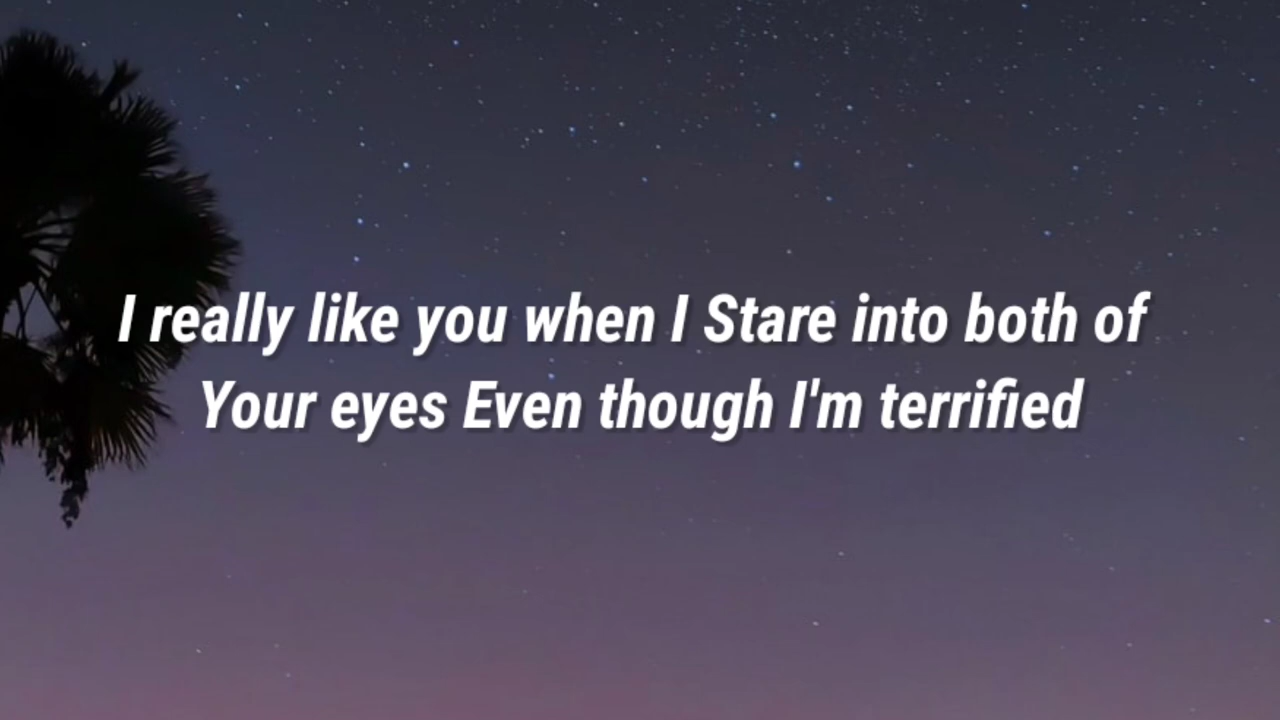 I really like you when I Stare into both of
Your eyes Even though I'm terrified